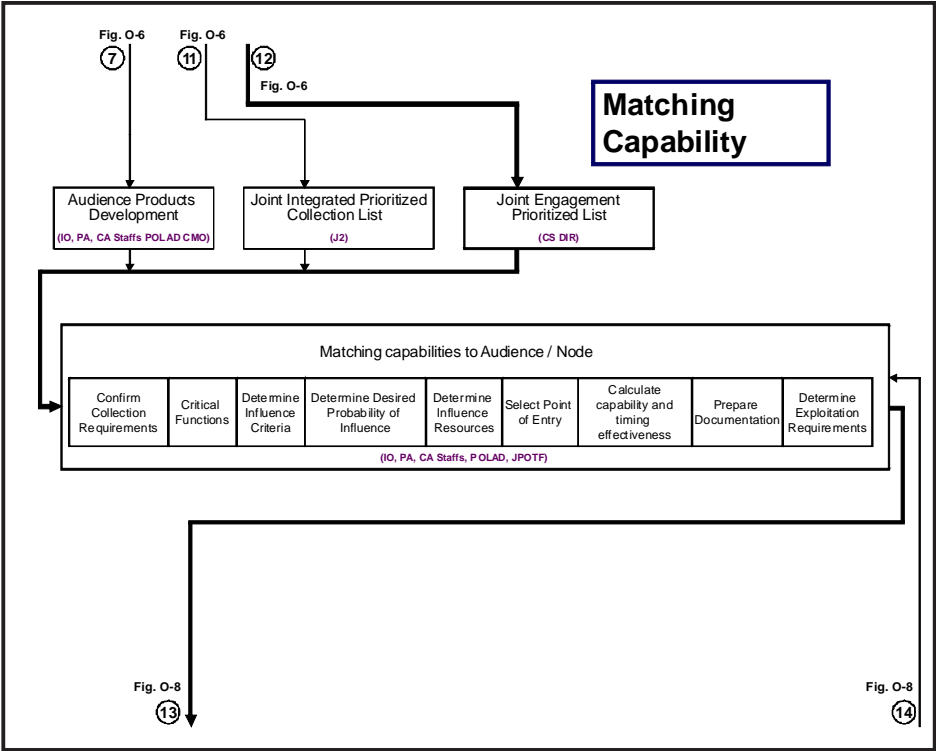 Fig. O-6
7
Fig. O-6
11
12
Fig. O-6
Matching
Capability
Audience Products
Development
(IO, PA, CA Staffs POLAD CMO)
Joint Integrated Prioritized
Collection List
(J2)
Joint Engagement
Prioritized List
(CS DIR)
Matching capabilities to Audience / Node
Confirm
Collection
Requirements
Critical
Functions
Determine
Influence
Criteria
Determine Desired
Probability of
Influence
Determine
Influence
Resources
Select Point
of Entry
Calculate
capability and
timing
effectiveness
Prepare
Documentation
Determine
Exploitation
Requirements
(IO, PA, CA Staffs, POLAD, JPOTF)
Fig. O-8
13
Fig. O-8
14